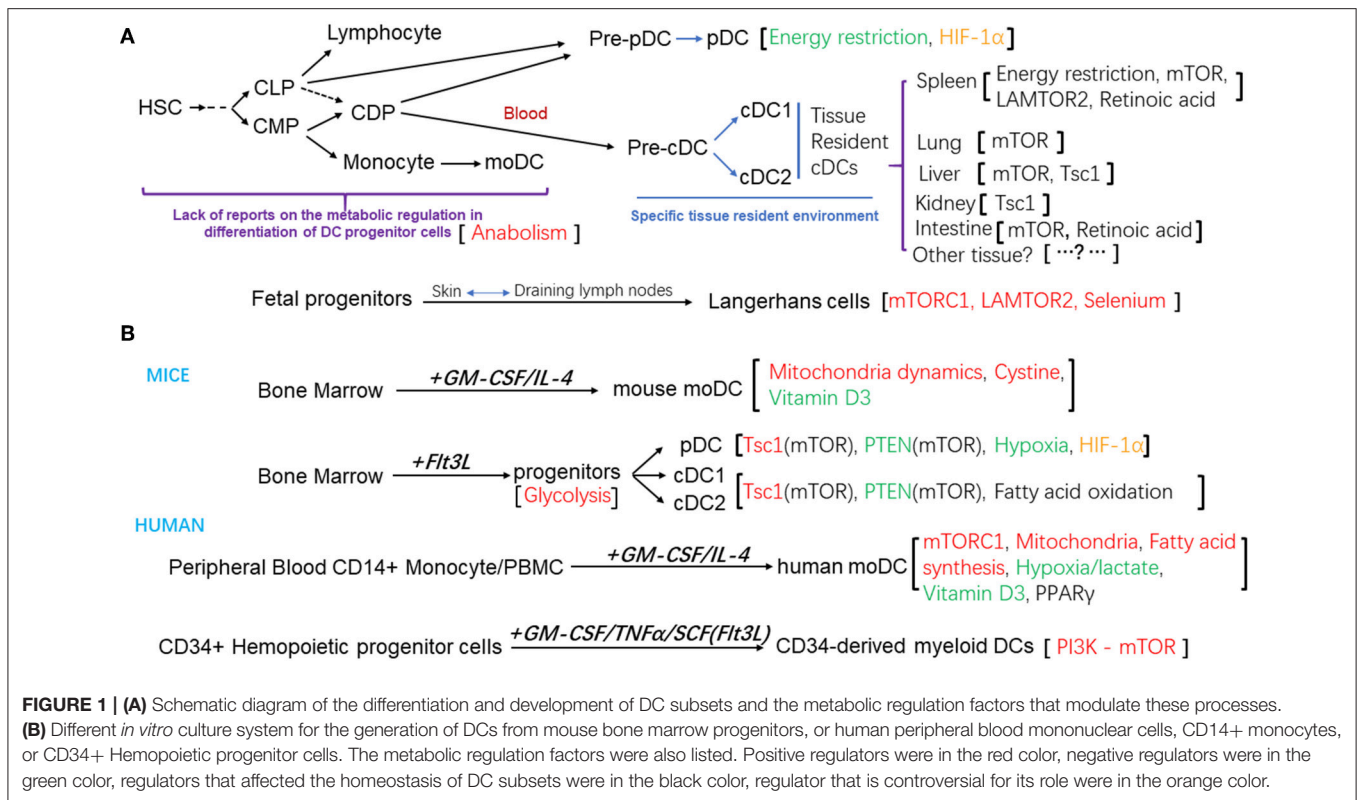 A
Lymphocyte
Pre-pDC pDC [Energy restriction, HIF-1α]
HSC
CLP
CMP
CDP
Blood
Monocyte moDC
Pre-cDC
cDC1
cDC2
Tissue
Resident
cDCs
Spleen [Energy restriction, mTOR,
LAMTOR2, Retinoic acid]
Lung [ mTOR ]
Liver [ mTOR, Tsc1 ]
Kidney [ Tsc1 ]
Intestine [mTOR, Retinoic acid]
Other tissue? [ ···? ··· ]
Lack of reports on the metabolic regulation in
differentiation of DC progenitor cells [ Anabolism ]
Specific tissue resident environment
Fetal progenitors Skin Draining lymph nodes Langerhans cells [mTORC1, LAMTOR2, Selenium ]
B
MICE
Bone Marrow +GM-CSF/IL-4 mouse moDC [Mitochondria dynamics, Cystine,
Vitamin D3]
Bone Marrow +Flt3L progenitors
[Glycolysis]
pDC [Tsc1(mTOR), PTEN(mTOR), Hypoxia, HIF-1α]
cDC1
cDC2
[Tsc1(mTOR), PTEN(mTOR), Fatty acid oxidation ]
HUMAN
Peripheral Blood CD14+ Monocyte/PBMC +GM-CSF/IL-4 human moDC [mTORC1, Mitochondria, Fatty acid
synthesis, Hypoxia/lactate,
Vitamin D3, PPARγ]
CD34+ Hemopoietic progenitor cells +GM-CSF/TNFα/SCF(Flt3L) CD34-derived myeloid DCs [ PI3K - mTOR ]
FIGURE 1 | (A) Schematic diagram of the differentiation and development of DC subsets and the metabolic regulation factors that modulate these processes.
(B) Different in vitro culture system for the generation of DCs from mouse bone marrow progenitors, or human peripheral blood mononuclear cells, CD14+ monocytes,
or CD34+ Hemopoietic progenitor cells. The metabolic regulation factors were also listed. Positive regulators were in the red color, negative regulators were in the
green color, regulators that affected the homeostasis of DC subsets were in the black color, regulator that is controversial for its role were in the orange color.